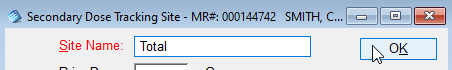 Secondary Dose Tracking Site - MR#: 000144742 SMITH, C...
Site Name: Total OK